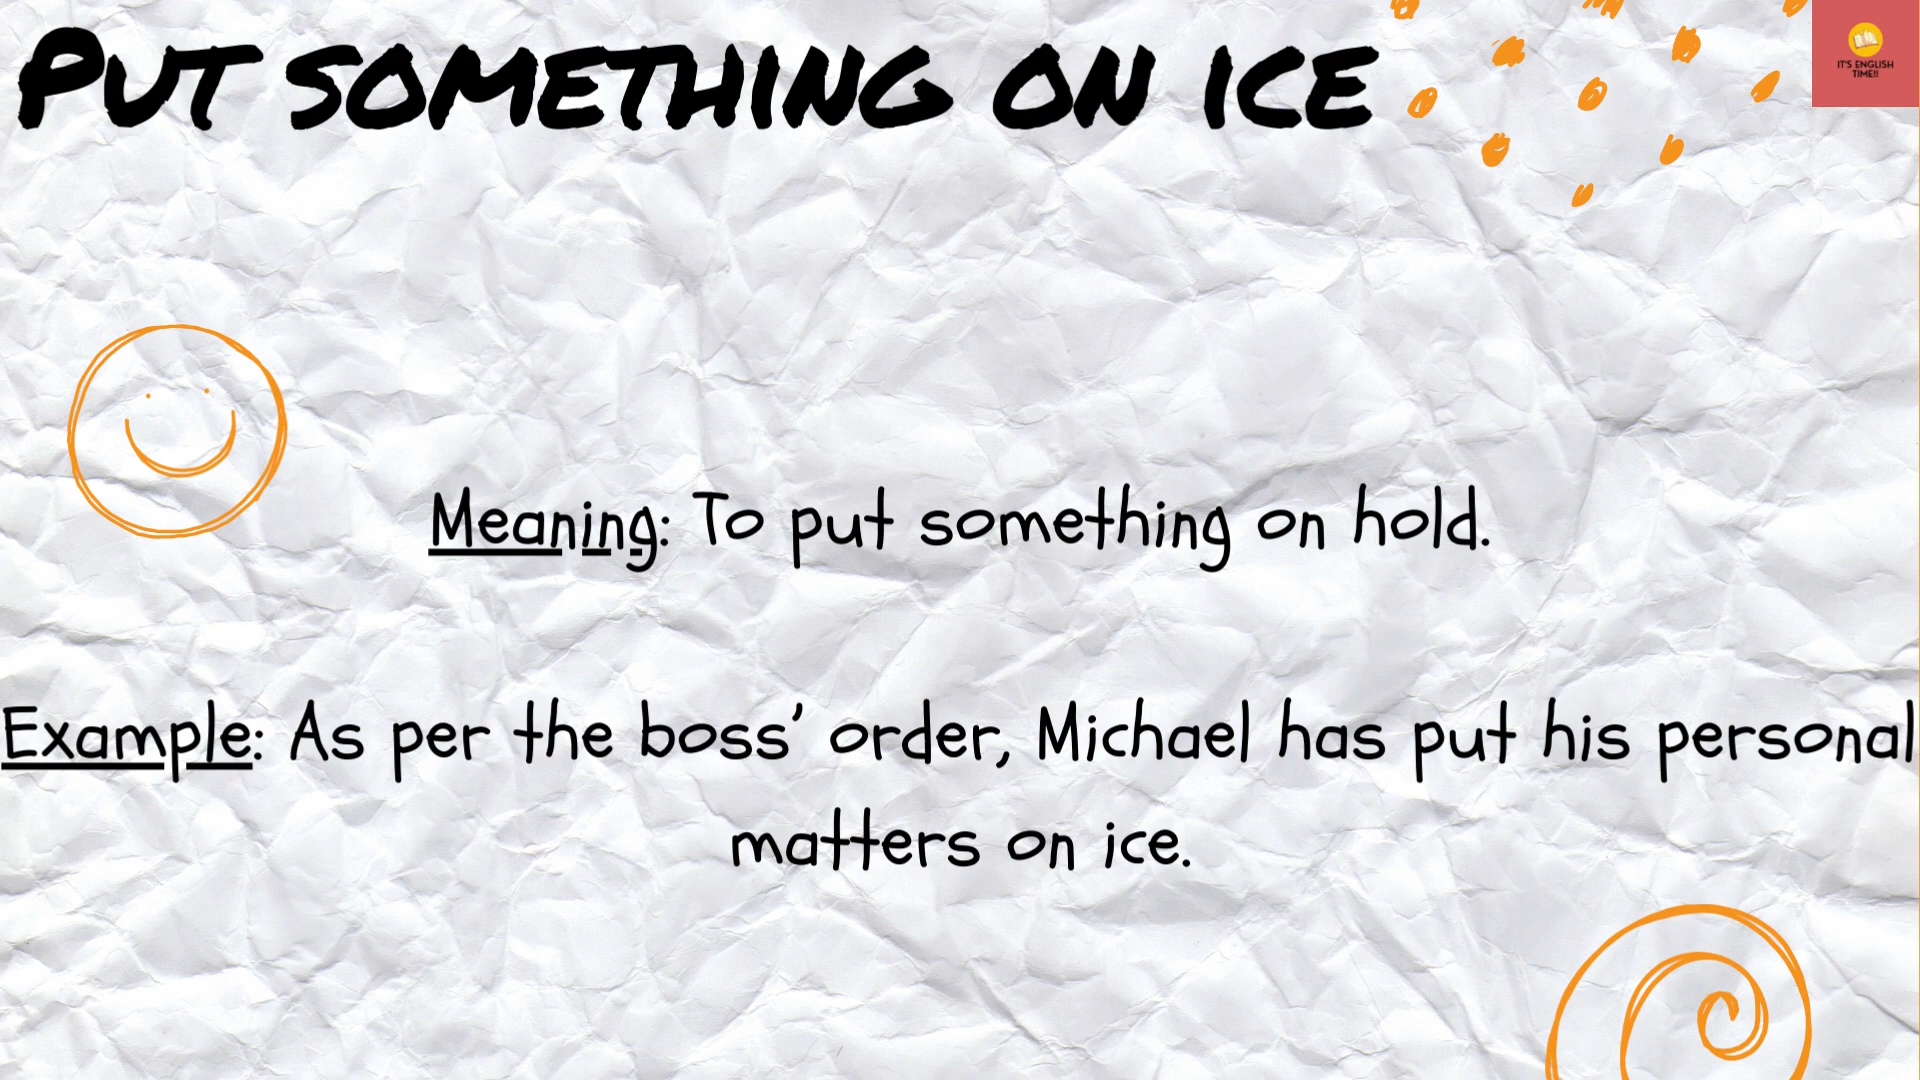 PUT SOMETHING ON ICE
IT'S ENGLISH
TIME!!
Meaning: To put something on hold.
Example: As per the boss' order, Michael has put his personal
matters on ice.